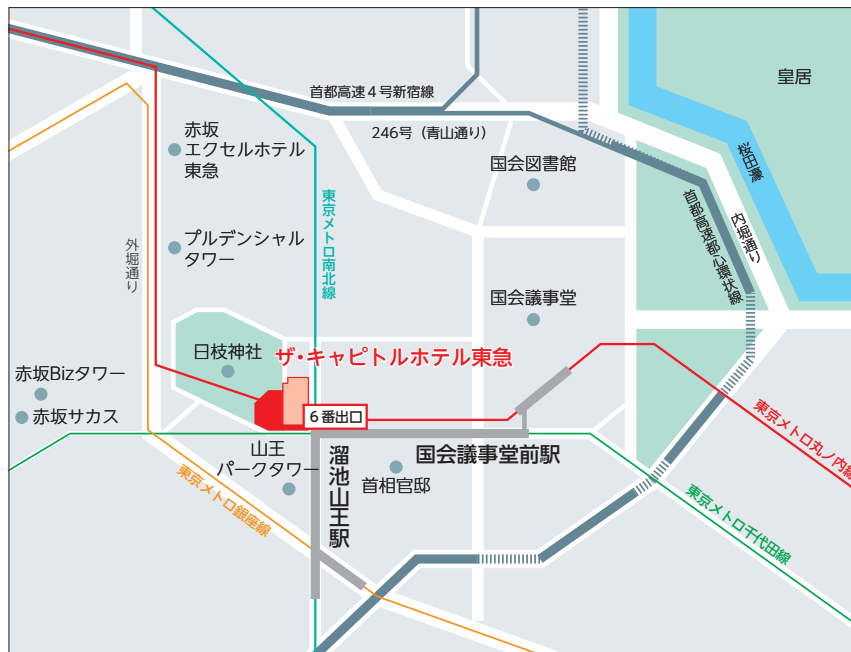 皇居
首都高速4号新宿線
246号（青山通り）
赤坂
エクセルホテル
東急
国会図書館
桜田濠
内堀通り
首都高速都心環状線
東京メトロ南北線
外堀通り
プルデンシャル
タワー
国会議事堂
日枝神社
ザ・キャピトルホテル東急
赤坂Bizタワー
赤坂サカス
6番出口
東京メトロ丸ノ内線
山王
パークタワー
溜池山王駅
国会議事堂前駅
首相官邸
東京メトロ銀座線
東京メトロ千代田線